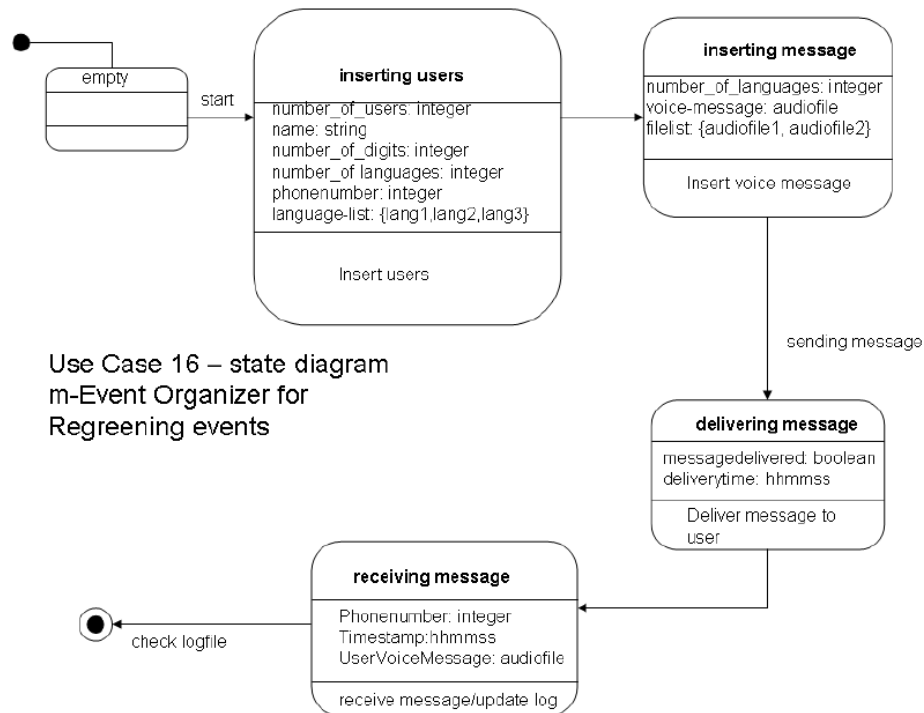 empty
start
inserting users
number_of_users: integer
name: string
number_of_digits: integer
number_of languages: integer
phonenumber: integer
language-list: {lang1,lang2,lang3}
Insert users
inserting message
number_of_languages: integer
voice-message: audiofile
filelist: {audiofile1, audiofile2}
Insert voice message
sending message
Use Case 16 – state diagram
m-Event Organizer for
Regreening events
delivering message
messagedelivered: boolean
deliverytime: hhmmss
Deliver message to
user
receiving message
Phonenumber: integer
Timestamp:hhmmss
UserVoiceMessage: audiofile
receive message/update log
check logfile